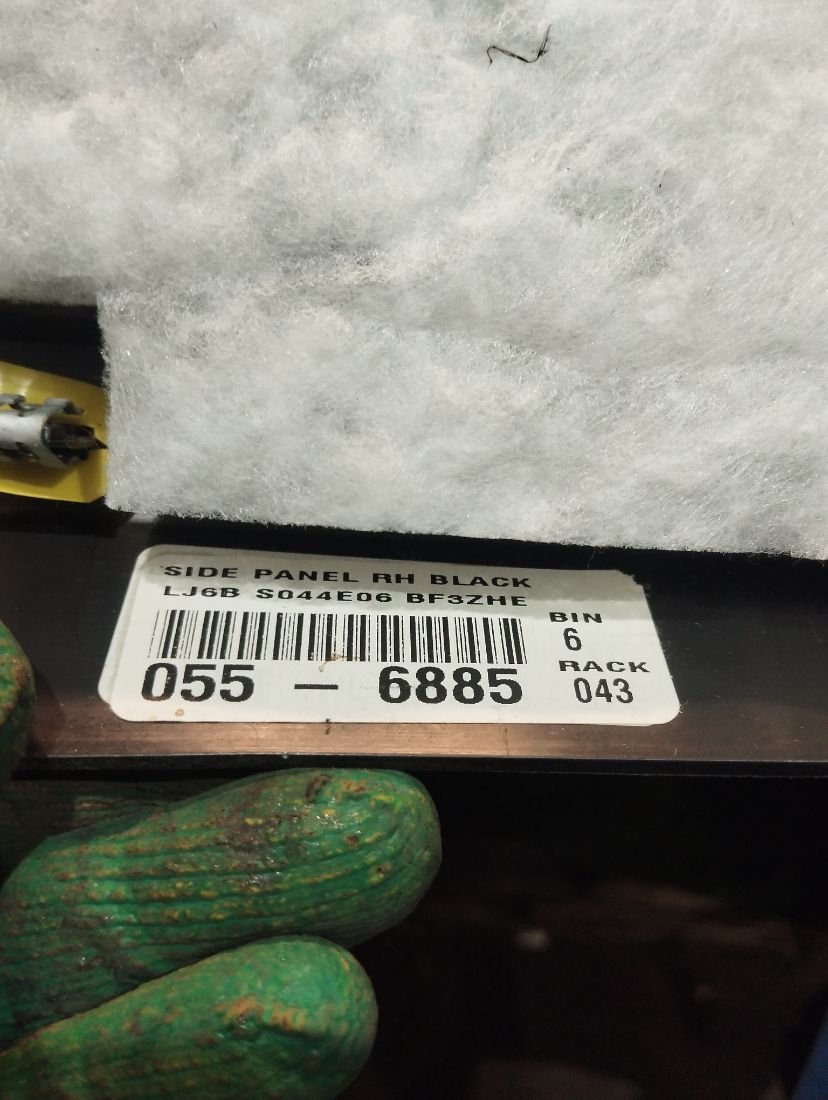 SIDE PANEL RH BLACK
LJ6B S044E06 BF3ZHE
BIN
6
RACK
043
055 — 6885